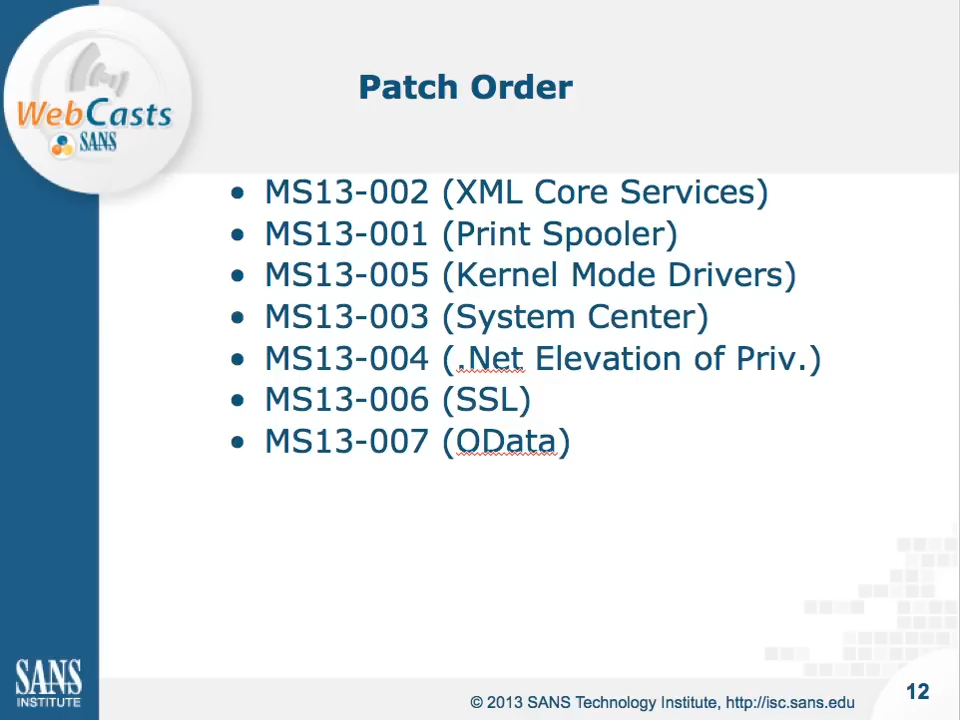 WebCasts
SANS
Patch Order
• MS13-002 (XML Core Services)
• MS13-001 (Print Spooler)
• MS13-005 (Kernel Mode Drivers)
• MS13-003 (System Center)
• MS13-004 (.Net Elevation of Priv.)
• MS13-006 (SSL)
• MS13-007 (OData)
SANS
INSTITUTE
© 2013 SANS Technology Institute, http://isc.sans.edu
12